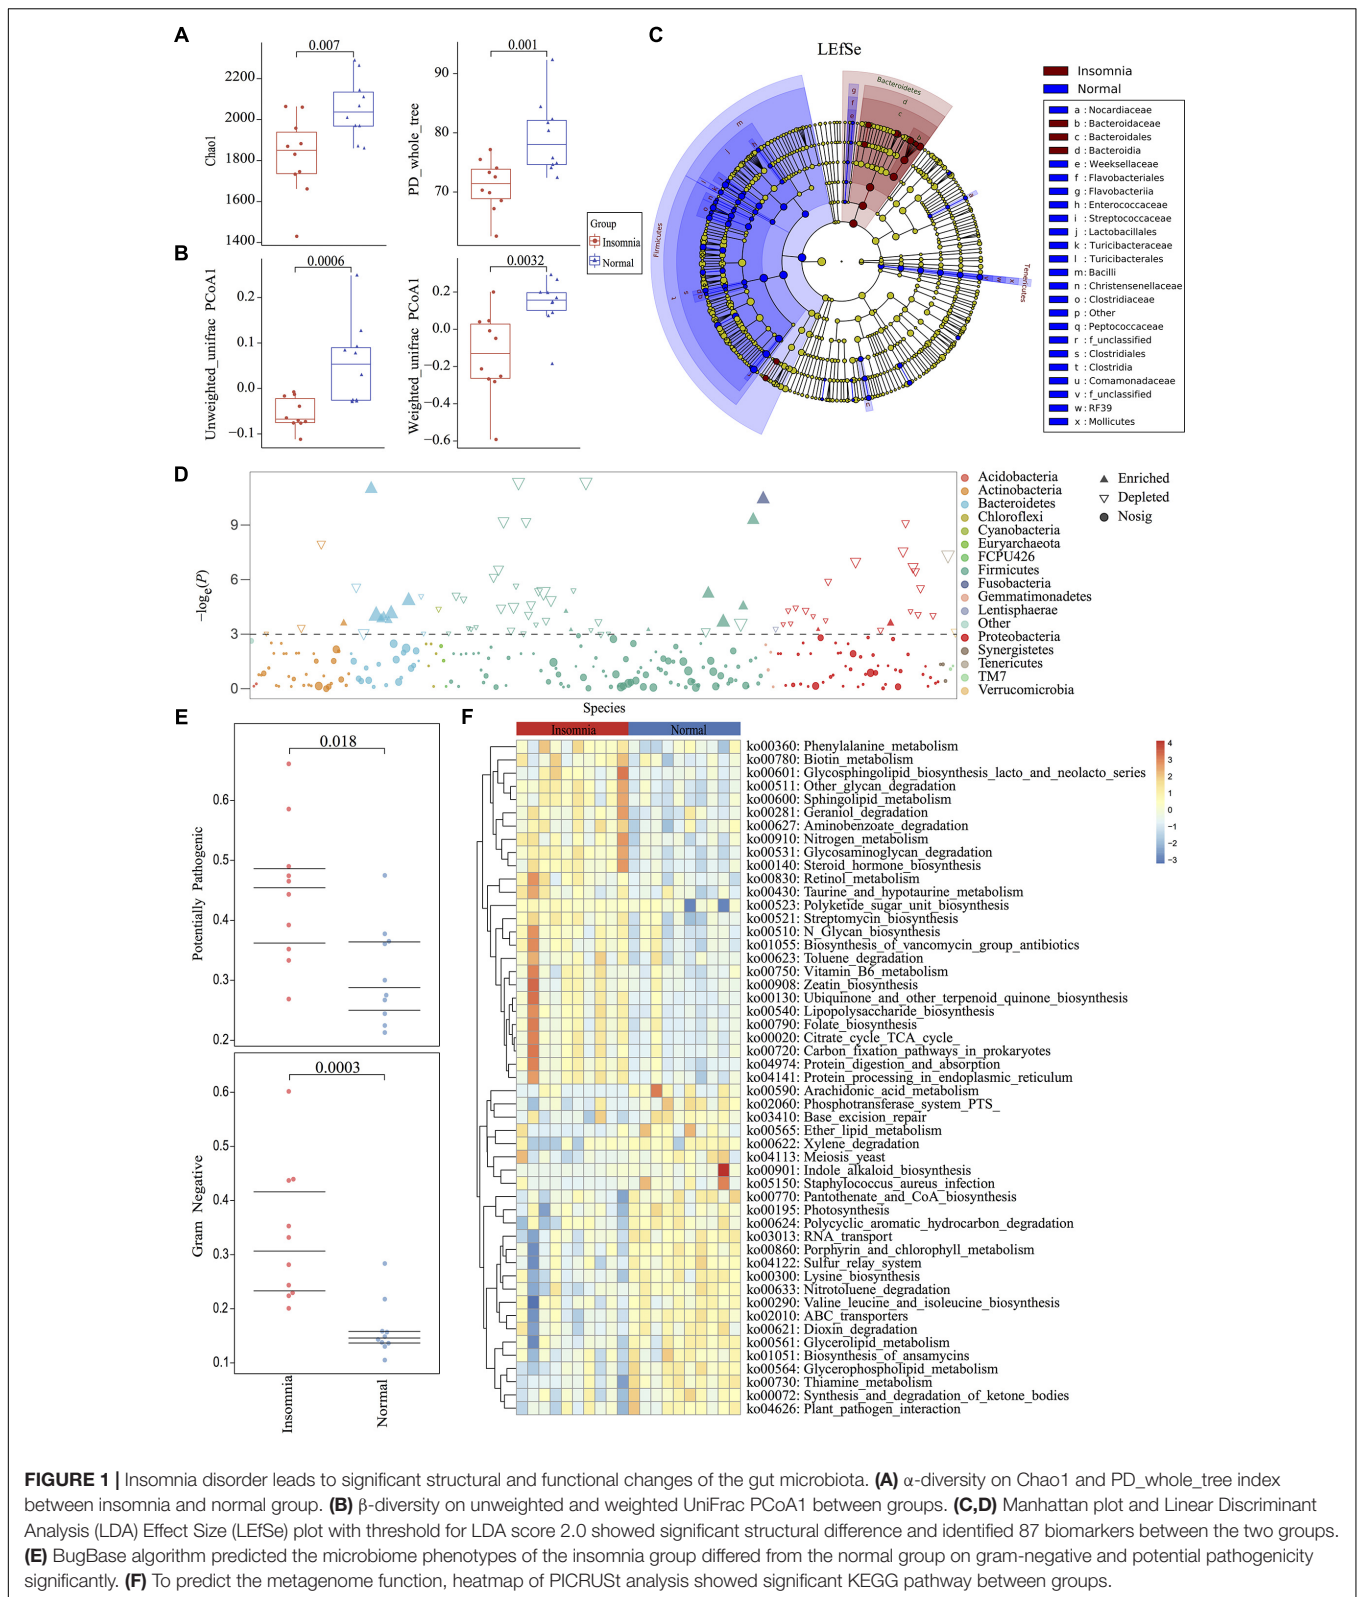 A
0.007
Chao1
2200
2000
1800
1600
1400
0.001
PD_whole_tree
90
80
70
Group
Insomnia
Normal
B
0.0006
Unweighted_unifrac PCoA1
0.2
0.1
0.0
−0.1
0.0032
Weighted_unifrac PCoA1
0.2
0.0
−0.2
−0.4
−0.6
C
LEfSe
Bacteroidetes
Firmicutes
Tenericutes
Insomnia
Normal
a : Nocardiaceae
b : Bacteroidaceae
c : Bacteroidales
d : Bacteroidia
e : Weeksellaceae
f : Flavobacteriales
g : Flavobacteriia
h : Enterococcaceae
i : Streptococcaceae
j : Lactobacillales
k : Turicibacteraceae
l : Turicibacterales
m : Bacilli
n : Christensenellaceae
o : Clostridiaceae
p : Other
q : Peptococcaceae
r : f_unclassified
s : Clostridiales
t : Clostridia
u : Comamonadaceae
v : f_unclassified
w : RF39
x : Mollicutes
D
−loge(P)
9
6
3
0
Species
Acidobacteria
Actinobacteria
Bacteroidetes
Chloroflexi
Cyanobacteria
Euryarchaeota
FCPU426
Firmicutes
Fusobacteria
Gemmatimonadetes
Lentisphaerae
Other
Proteobacteria
Synergistetes
Tenericutes
TM7
Verrucomicrobia
Enriched
Depleted
Nosig
E
0.018
Potentially Pathogenic
0.6
0.5
0.4
0.3
0.2
0.0003
Gram Negative
0.6
0.5
0.4
0.3
0.2
0.1
Insomnia
Normal
F
Insomnia
Normal
ko00360: Phenylalanine_metabolism
ko00780: Biotin_metabolism
ko00601: Glycosphingolipid_biosynthesis_lacto_and_neolacto_series
ko00511: Other_glycan_degradation
ko00600: Sphingolipid_metabolism
ko00281: Geraniol_degradation
ko00627: Aminobenzoate_degradation
ko00910: Nitrogen_metabolism
ko00531: Glycosaminoglycan_degradation
ko00140: Steroid_hormone_biosynthesis
ko00830: Retinol_metabolism
ko00430: Taurine_and_hypotaurine_metabolism
ko00523: Polyketide_sugar_unit_biosynthesis
ko00521: Streptomycin_biosynthesis
ko00510: N_Glycan_biosynthesis
ko01055: Biosynthesis_of_vancomycin_group_antibiotics
ko00623: Toluene_degradation
ko00750: Vitamin_B6_metabolism
ko00908: Zeatin_biosynthesis
ko00130: Ubiquinone_and_other_terpenoid_quinone_biosynthesis
ko00540: Lipopolysaccharide_biosynthesis
ko00790: Folate_biosynthesis
ko00020: Citrate_cycle_TCA_cycle_
ko00720: Carbon_fixation_pathways_in_prokaryotes
ko04974: Protein_digestion_and_absorption
ko04141: Protein_processing_in_endoplasmic_reticulum
ko00590: Arachidonic_acid_metabolism
ko02060: Phosphotransferase_system_PTS_
ko03410: Base_excision_repair
ko00565: Ether_lipid_metabolism
ko00622: Xylene_degradation
ko04113: Meiosis_yeast
ko00901: Indole_alkaloid_biosynthesis
ko05150: Staphylococcus_aureus_infection
ko00770: Pantothenate_and_CoA_biosynthesis
ko00195: Photosynthesis
ko00624: Polycyclic_aromatic_hydrocarbon_degradation
ko03013: RNA_transport
ko00860: Porphyrin_and_chlorophyll_metabolism
ko04122: Sulfur_relay_system
ko00300: Lysine_biosynthesis
ko00633: Nitrotoluene_degradation
ko00290: Valine_leucine_and_isoleucine_biosynthesis
ko02010: ABC_transporters
ko00621: Dioxin_degradation
ko00561: Glycerolipid_metabolism
ko01051: Biosynthesis_of_ansamycins
ko00564: Glycerophospholipid_metabolism
ko00730: Thiamine_metabolism
ko00072: Synthesis_and_degradation_of_ketone_bodies
ko04626: Plant_pathogen_interaction
4
3
2
1
0
−1
−2
−3
FIGURE 1 | Insomnia disorder leads to significant structural and functional changes of the gut microbiota. (A) α-diversity on Chao1 and PD_whole_tree index
between insomnia and normal group. (B) β-diversity on unweighted and weighted UniFrac PCoA1 between groups. (C,D) Manhattan plot and Linear Discriminant
Analysis (LDA) Effect Size (LEfSe) plot with threshold for LDA score 2.0 showed significant structural difference and identified 87 biomarkers between the two groups.
(E) BugBase algorithm predicted the microbiome phenotypes of the insomnia group differed from the normal group on gram-negative and potential pathogenicity
significantly. (F) To predict the metagenome function, heatmap of PICRUSt analysis showed significant KEGG pathway between groups.